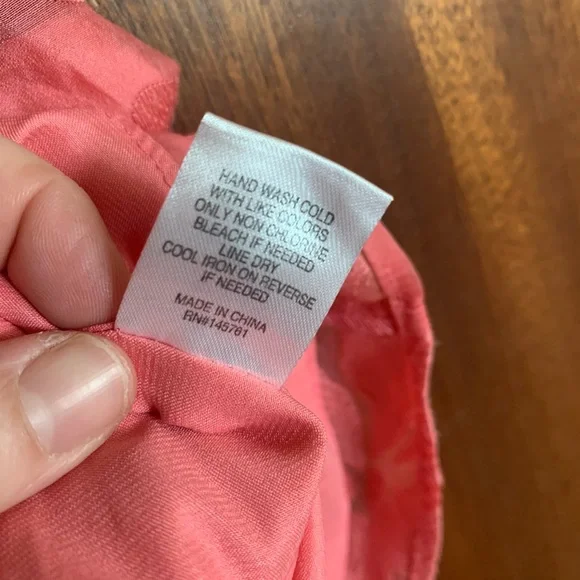 HAND WASH COLD
WITH LIKE COLORS
ONLY NON CHLORINE
BLEACH IF NEEDED
LINE DRY
COOL IRON ON REVERSE
IF NEEDED
MADE IN CHINA
RN#145761